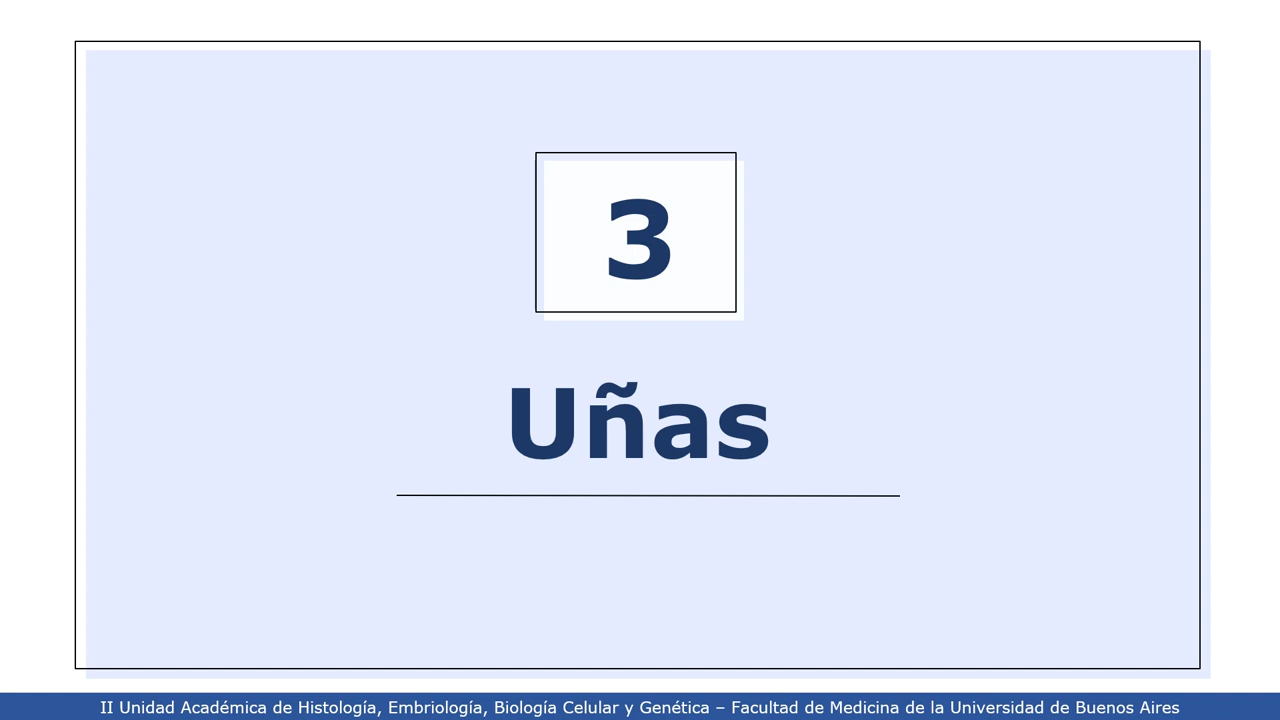 3
Uñas
II Unidad Académica de Histología, Embriología, Biología Celular y Genética – Facultad de Medicina de la Universidad de Buenos Aires